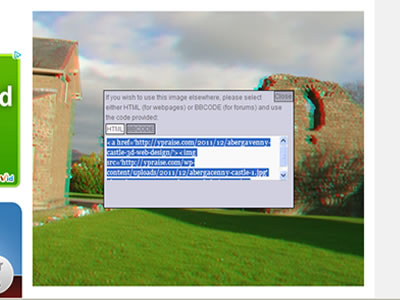 If you wish to use this image elsewhere, please select
Close
either HTML (for webpages) or BBCODE (for forums) and use
the code provided:
HTML BBCODE
<a href='http://ypraise.com/2011/12/abergavenny-
castle-3d-web-design/'><img
src='http://ypraise.com/wp-
content/uploads/2011/12/abergacenny-castle-1.jpg
d